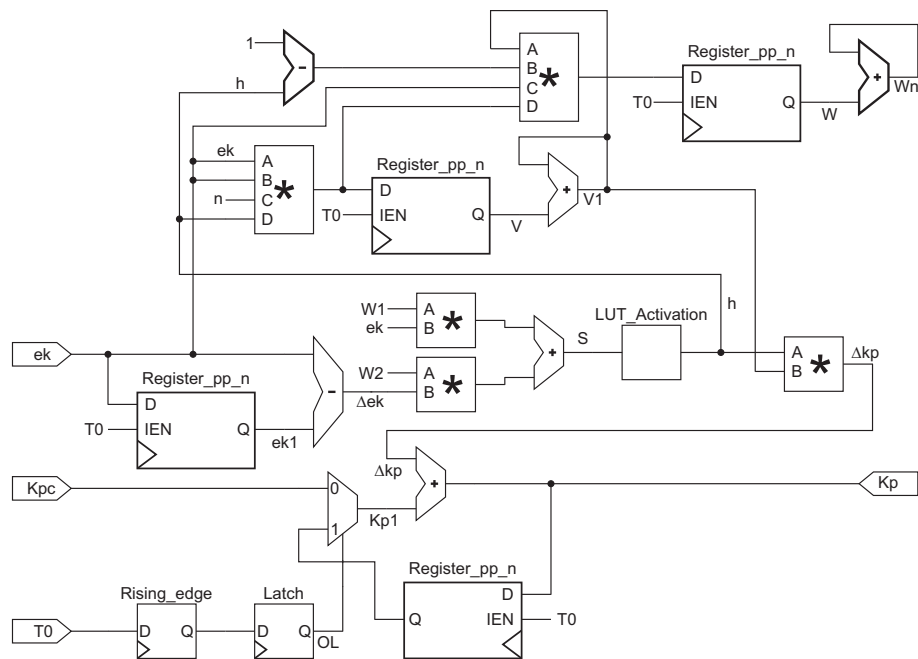 1
-
h
A
B
C
D
*
Register_pp_n
D
T0
IEN
Q
W
+
Wn
ek
A
B
n
C
D
*
Register_pp_n
D
T0
IEN
Q
V
+
V1
W1
A
ek
B
*
+
S
LUT_Activation
h
W2
A
B
*
Δek
A
B
*
Δkp
ek
Register_pp_n
D
T0
IEN
Q
ek1
-
Δkp
+
Kpc
0
1
Kp1
Kp
Register_pp_n
D
Q
IEN
T0
Rising_edge
Latch
T0
D
Q
D
Q
OL